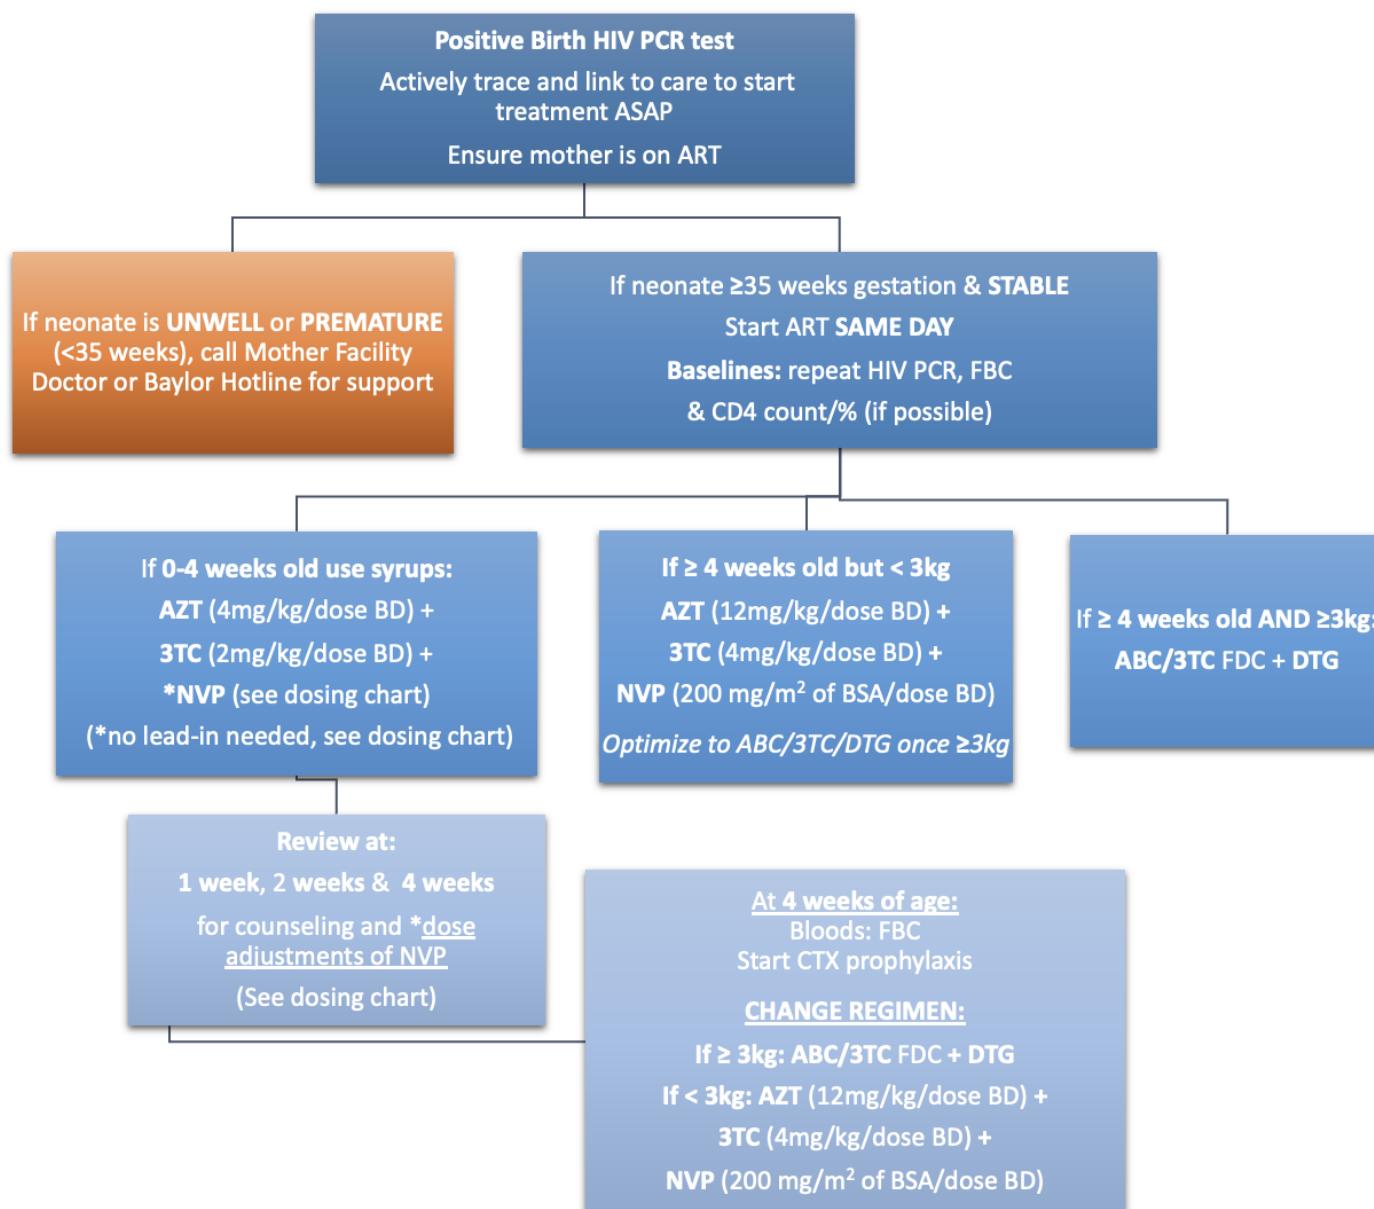 Positive Birth HIV PCR test
Actively trace and link to care to start
treatment ASAP
Ensure mother is on ART
If neonate is UNWELL or PREMATURE
(<35 weeks), call Mother Facility
Doctor or Baylor Hotline for support
If neonate ≥35 weeks gestation & STABLE
Start ART SAME DAY
Baselines: repeat HIV PCR, FBC
& CD4 count/% (if possible)
If 0-4 weeks old use syrups:
AZT (4mg/kg/dose BD) +
3TC (2mg/kg/dose BD) +
*NVP (see dosing chart)
(*no lead-in needed, see dosing chart)
If ≥ 4 weeks old but < 3kg
AZT (12mg/kg/dose BD) +
3TC (4mg/kg/dose BD) +
NVP (200 mg/m² of BSA/dose BD)
Optimize to ABC/3TC/DTG once ≥3kg
If ≥ 4 weeks old AND ≥3kg:
ABC/3TC FDC + DTG
Review at:
1 week, 2 weeks & 4 weeks
for counseling and *dose
adjustments of NVP
(See dosing chart)
At 4 weeks of age:
Bloods: FBC
Start CTX prophylaxis
CHANGE REGIMEN:
If ≥ 3kg: ABC/3TC FDC + DTG
If < 3kg: AZT (12mg/kg/dose BD) +
3TC (4mg/kg/dose BD) +
NVP (200 mg/m² of BSA/dose BD)